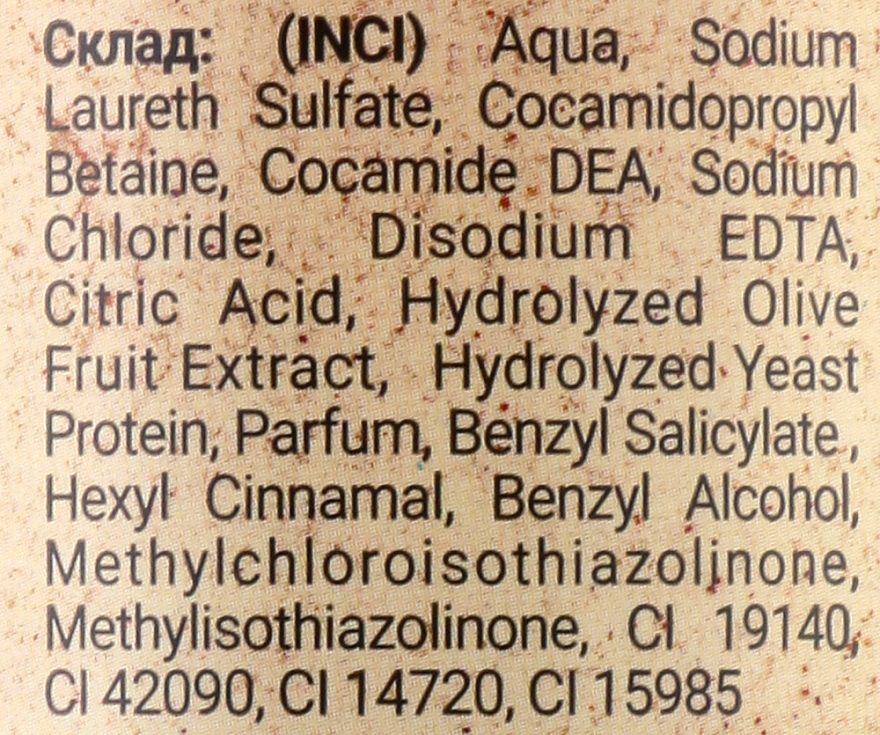 Склад: (INCI) Aqua, Sodium
Laureth Sulfate, Cocamidopropyl
Betaine, Cocamide DEA, Sodium
Chloride, Disodium EDTA,
Citric Acid, Hydrolyzed Olive
Fruit Extract, Hydrolyzed Yeast
Protein, Parfum, Benzyl Salicylate,
Hexyl Cinnamal, Benzyl Alcohol,
Methylchloroisothiazolinone,
Methylisothiazolinone, CI 19140,
CI 42090, CI 14720, CI 15985